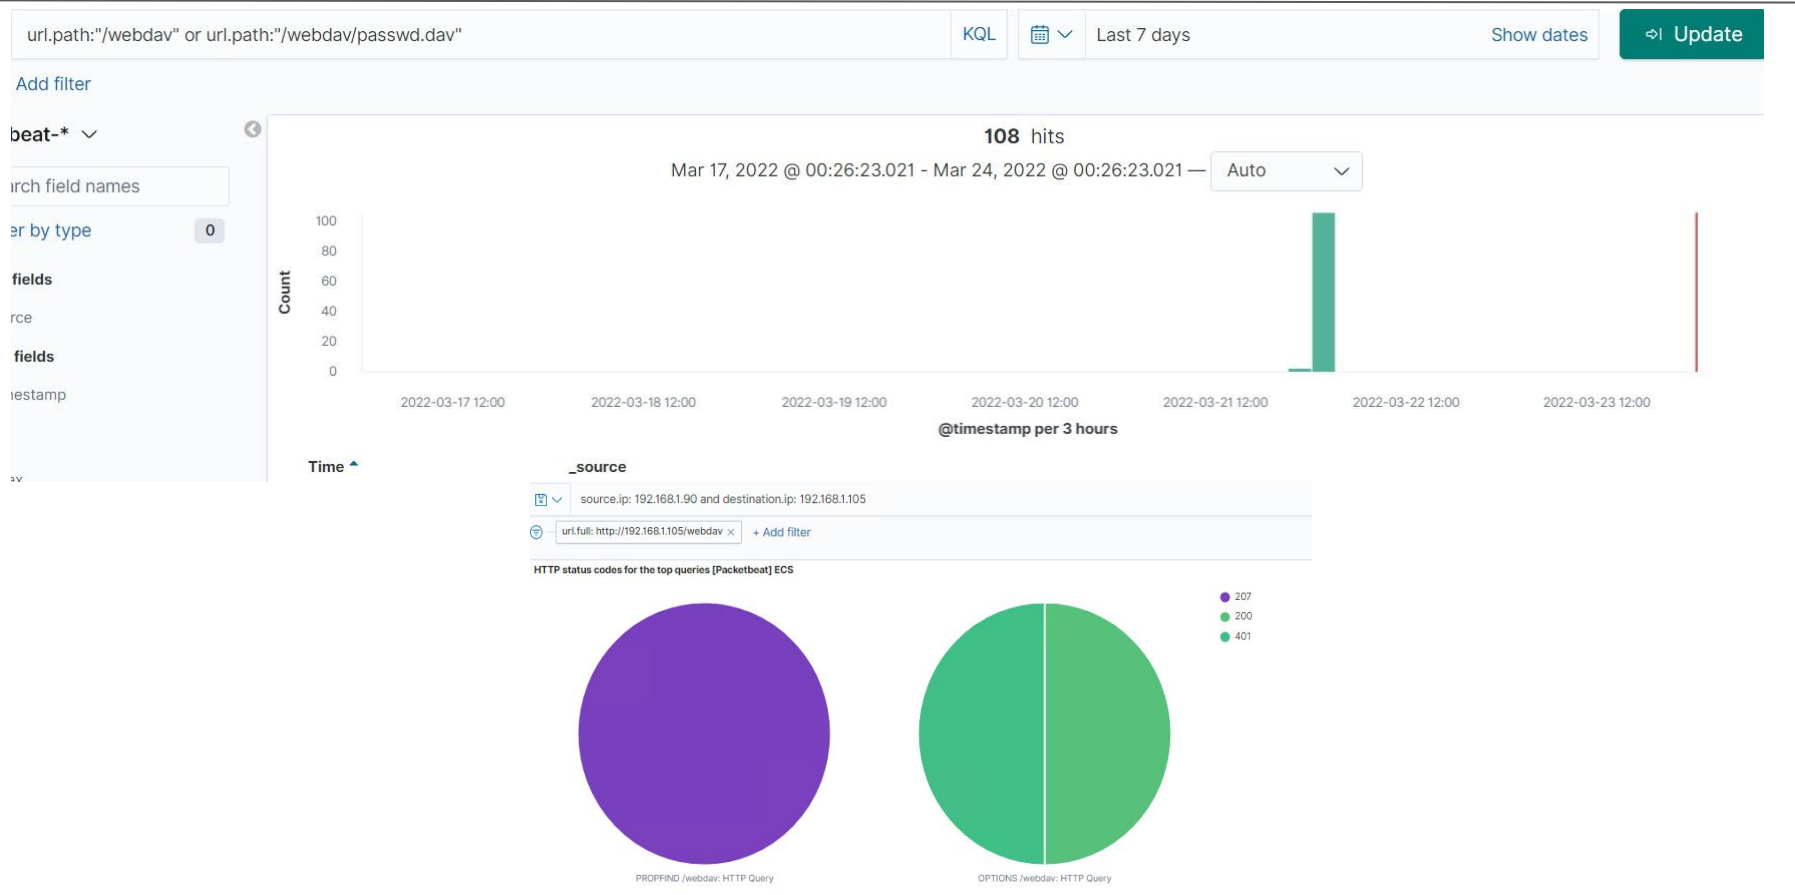 url.path:"/webdav" or url.path:"/webdav/passwd.dav" KQL Last 7 days Show dates Update
Add filter
beat-*
108 hits
Mar 17, 2022 @ 00:26:23.021 - Mar 24, 2022 @ 00:26:23.021 — Auto
arch field names
er by type 0
fields
rce
fields
nestamp
Count
100
80
60
40
20
0
2022-03-17 12:00 2022-03-18 12:00 2022-03-19 12:00 2022-03-20 12:00 2022-03-21 12:00 2022-03-22 12:00 2022-03-23 12:00
@timestamp per 3 hours
Time _source
source.ip: 192.168.1.90 and destination.ip: 192.168.1.105
url.full: http://192.168.1.105/webdav × + Add filter
HTTP status codes for the top queries [Packetbeat] ECS
207
200
401
PROPFIND /webdav: HTTP Query OPTIONS /webdav: HTTP Query